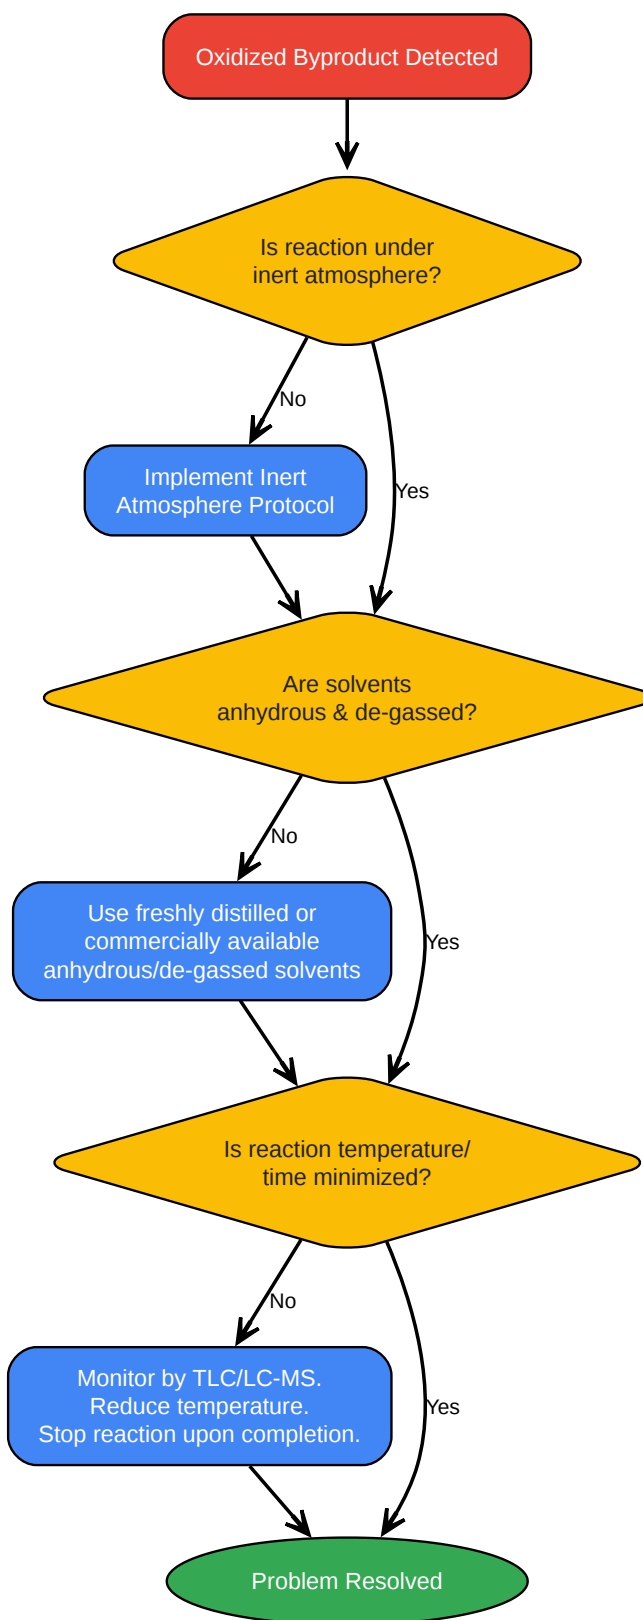 Oxidized Byproduct Detected
Is reaction under
inert atmosphere?
No
Implement Inert
Atmosphere Protocol
Yes
Are solvents
anhydrous & de-gassed?
No
Use freshly distilled or
commercially available
anhydrous/de-gassed solvents
Yes
Is reaction temperature/
time minimized?
No
Monitor by TLC/LC-MS.
Reduce temperature.
Stop reaction upon completion.
Yes
Problem Resolved